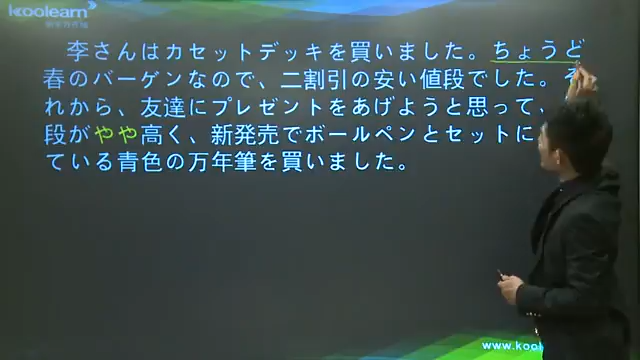 koolearn
李さんはカセットデッキを買いました。ちょうど
春のバーゲンなので、二割引の安い値段でした。そ
れから、友達にプレゼントをあげようと思って、
段がやや高く、新発売でボールペンとセットに
ている青色の万年筆を買いました。
www.kool